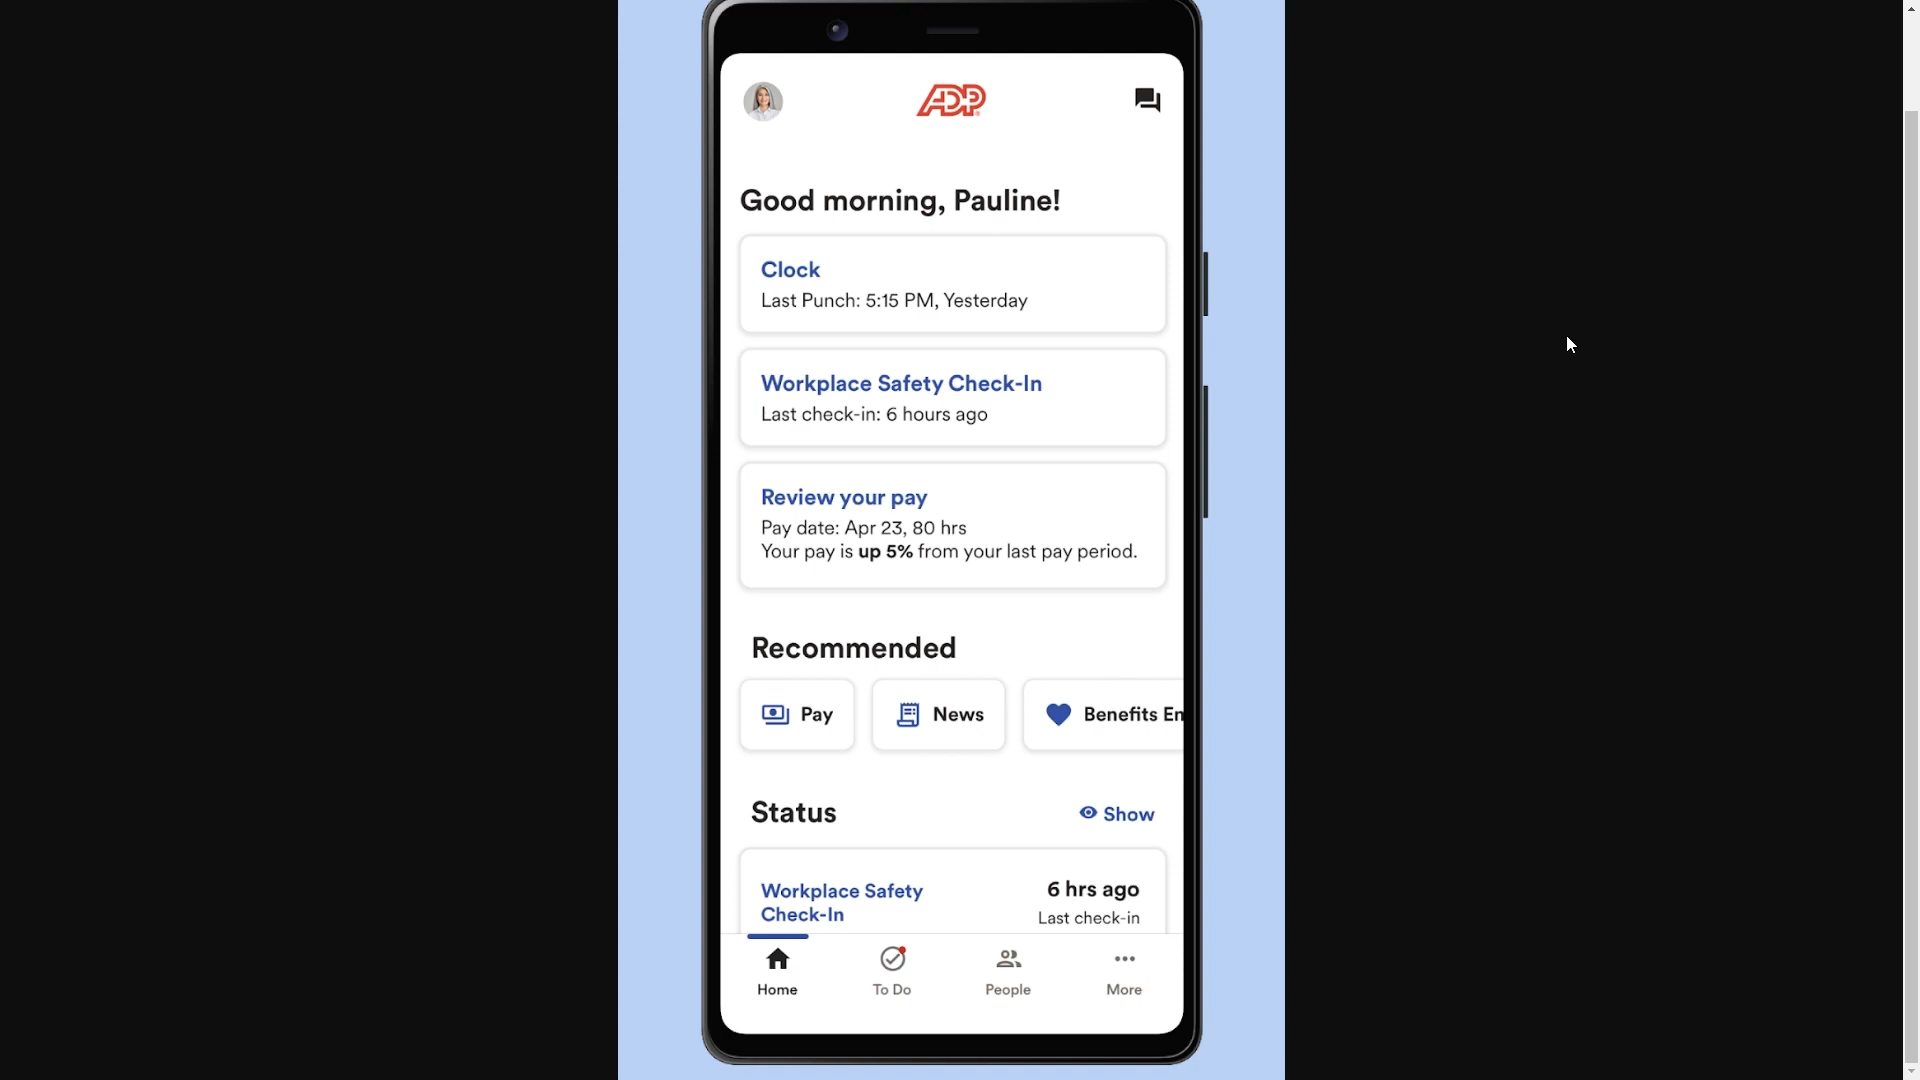 ADP
Good morning, Pauline!
Clock
Last Punch: 5:15 PM, Yesterday
Workplace Safety Check-In
Last check-in: 6 hours ago
Review your pay
Pay date: Apr 23, 80 hrs
Your pay is up 5% from your last pay period.
Recommended
Pay
News
Benefits En
Status
Show
Workplace Safety
Check-In
6 hrs ago
Last check-in
Home
To Do
People
More